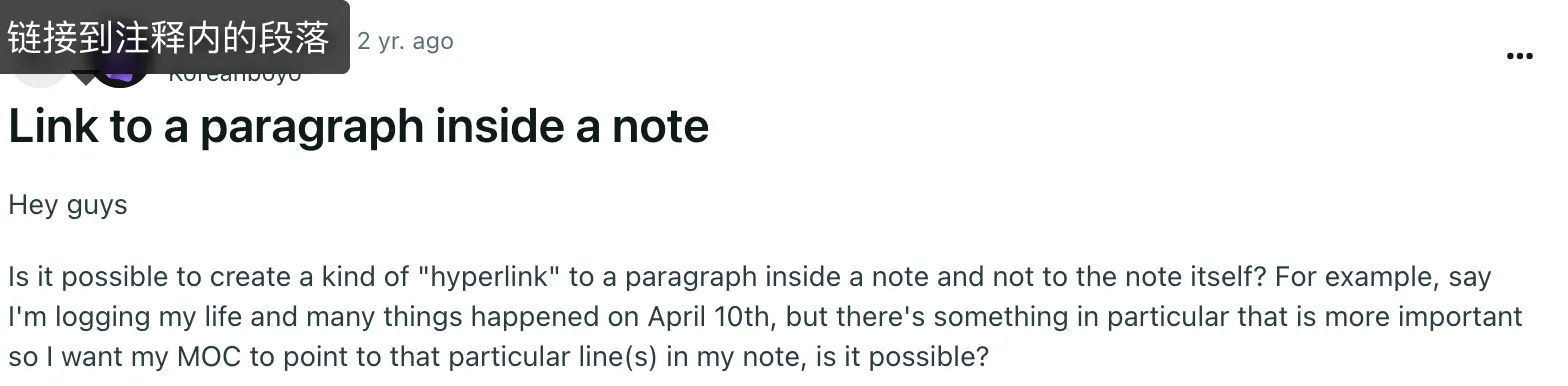 链接到注释内的段落
2 yr. ago
Koreanboyo
Link to a paragraph inside a note
Hey guys
Is it possible to create a kind of "hyperlink" to a paragraph inside a note and not to the note itself? For example, say
I'm logging my life and many things happened on April 10th, but there's something in particular that is more important
so I want my MOC to point to that particular line(s) in my note, is it possible?